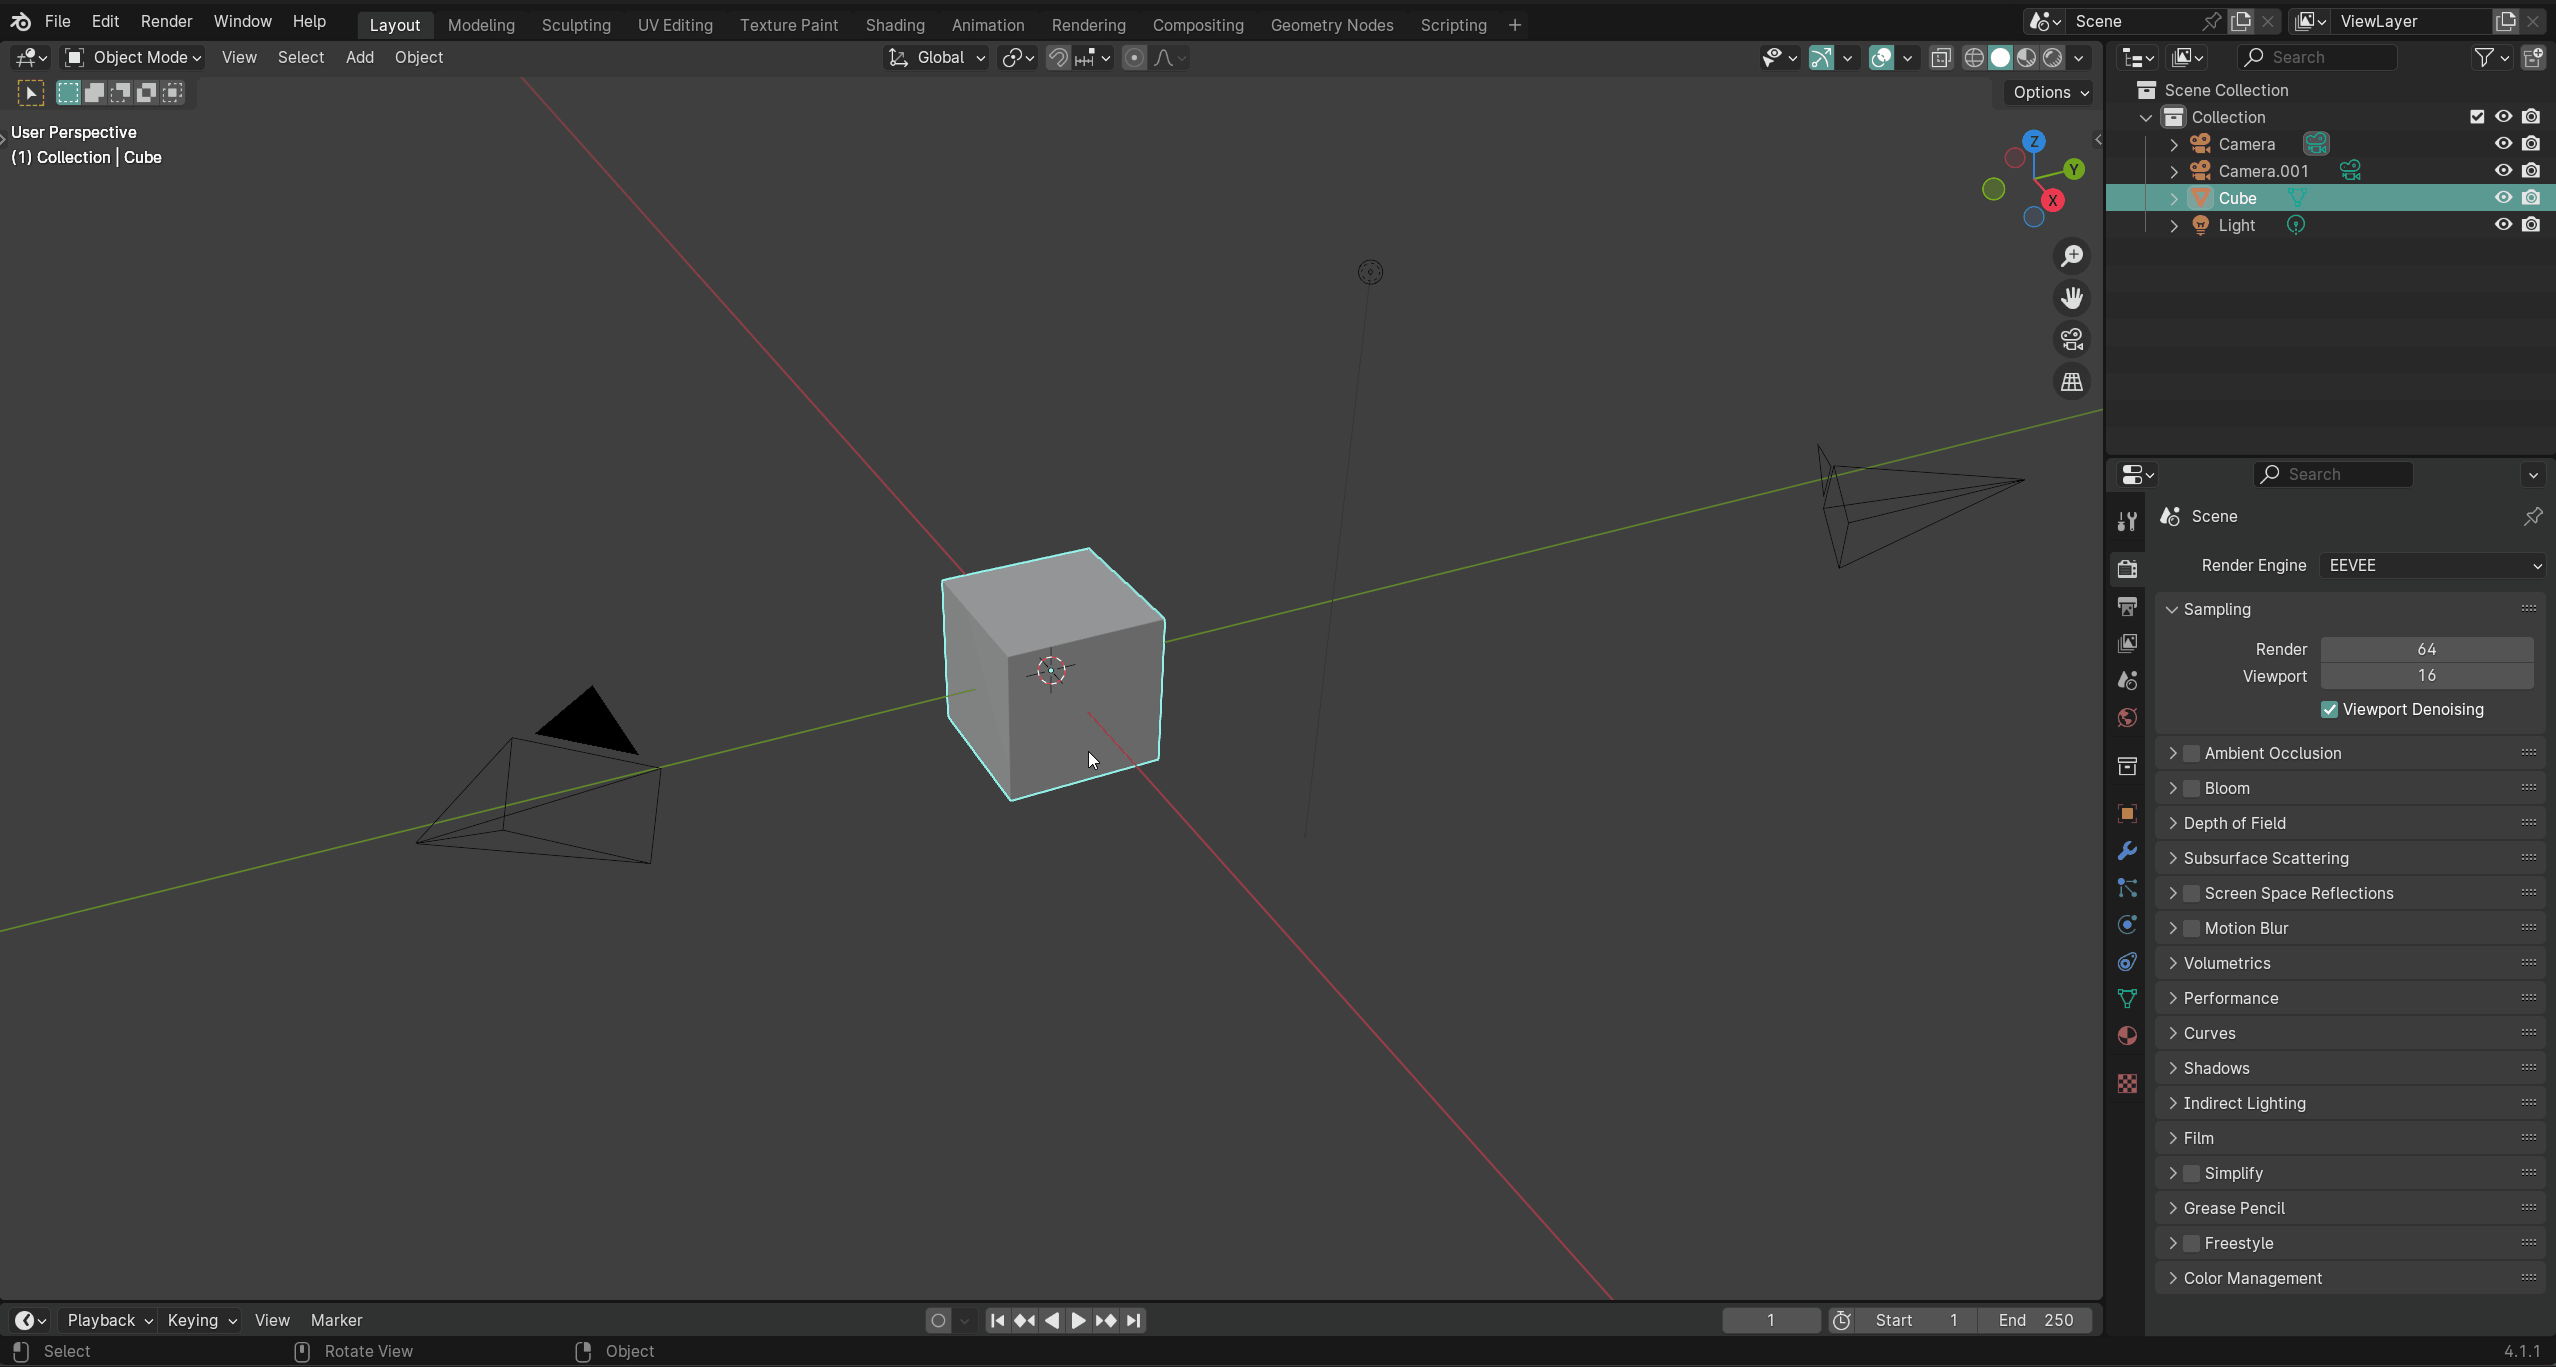 File Edit Render Window Help Layout Modeling Sculpting UV Editing Texture Paint Shading Animation Rendering Compositing Geometry Nodes Scripting + Scene ViewLayer
Object Mode View Select Add Object Global Search
Options
User Perspective
(1) Collection | Cube
Z
Y
X
Scene Collection
Collection
Camera
Camera.001
Cube
Light
Search
Scene
Render Engine EEVEE
Sampling
Render 64
Viewport 16
Viewport Denoising
Ambient Occlusion
Bloom
Depth of Field
Subsurface Scattering
Screen Space Reflections
Motion Blur
Volumetrics
Performance
Curves
Shadows
Indirect Lighting
Film
Simplify
Grease Pencil
Freestyle
Color Management
Playback Keying View Marker 1 Start 1 End 250
Select Rotate View Object 4.1.1